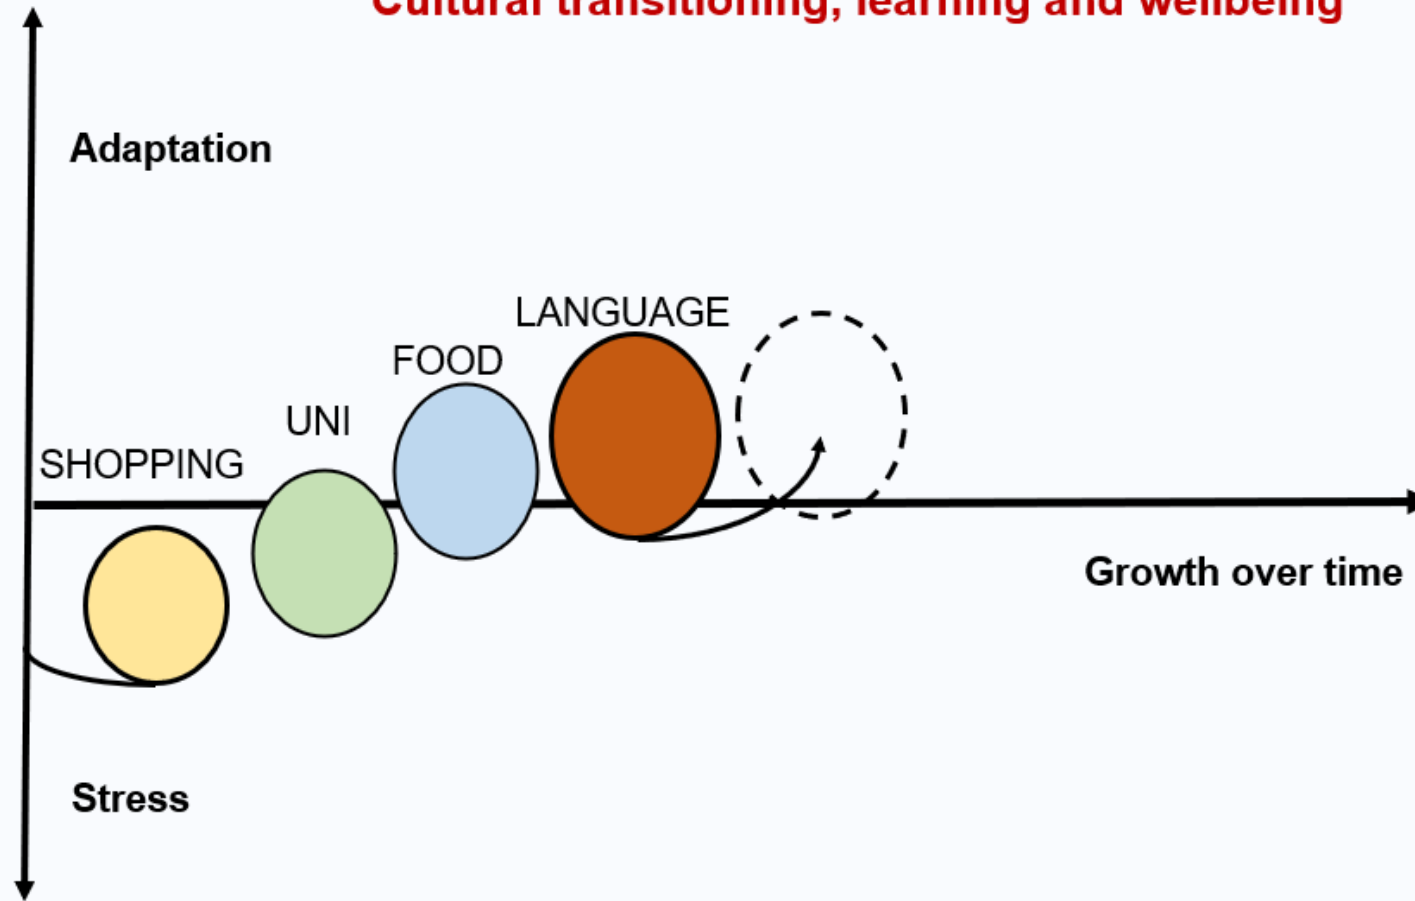 Cultural transitioning, learning and wellbeing
Adaptation
LANGUAGE
FOOD
UNI
SHOPPING
Growth over time
Stress